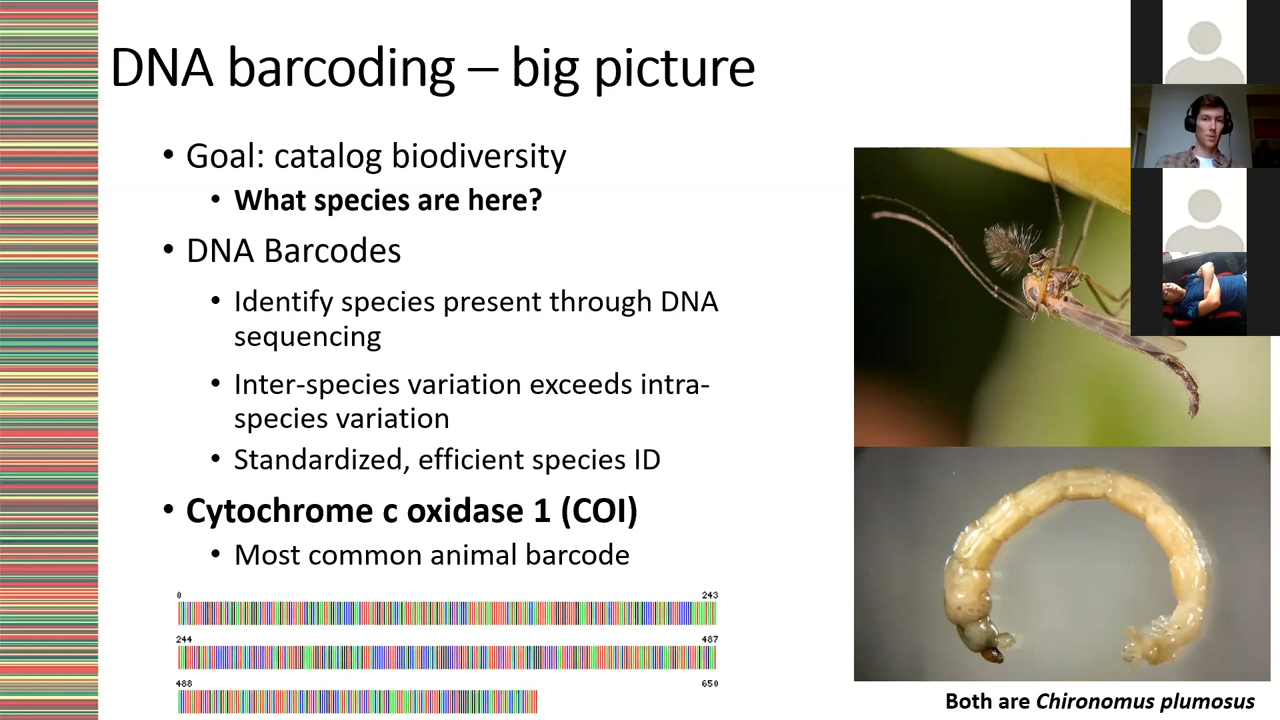 DNA barcoding – big picture
• Goal: catalog biodiversity
• What species are here?
• DNA Barcodes
• Identify species present through DNA
sequencing
• Inter-species variation exceeds intra-
species variation
• Standardized, efficient species ID
• Cytochrome c oxidase 1 (COI)
• Most common animal barcode
0 243
244 487
488 650
Both are Chironomus plumosus